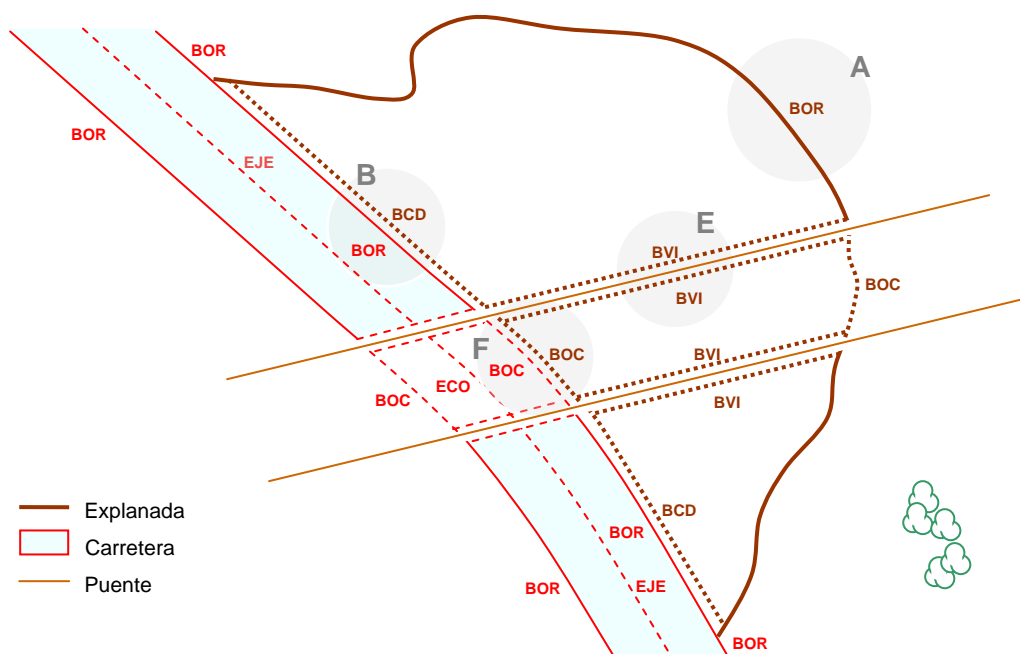 BOR
A
BOR
BOR
EJE
B
BCD
E
BOR
BVI
BOC
BVI
F
BOC
BVI
BOC
ECO
BOC
BVI
Explanada
BCD
BOR
Carretera
Puente
BOR
EJE
BOR